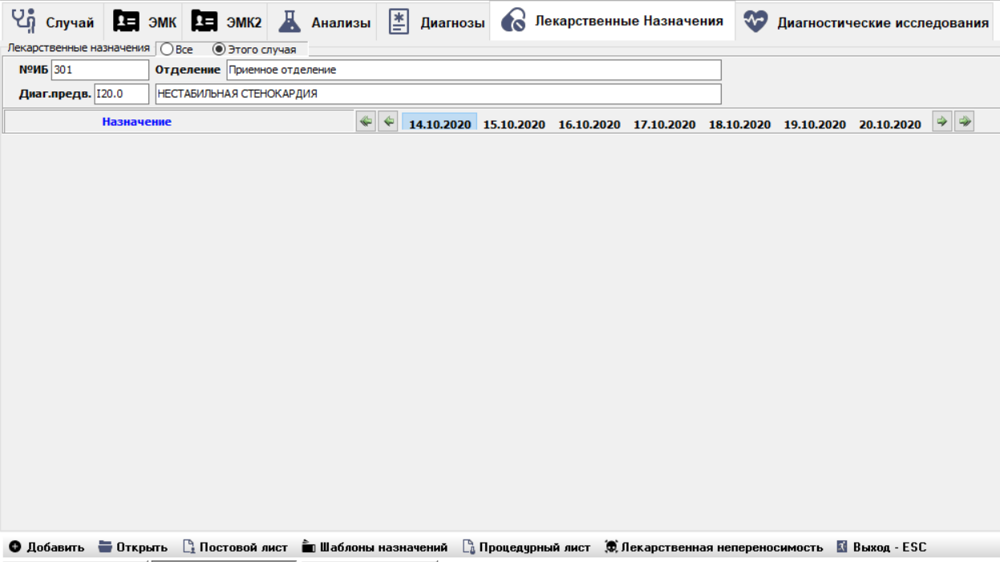 Случай ЭМК ЭМК2 Анализы Диагнозы Лекарственные Назначения Диагностические исследования
Лекарственные назначения Все Этого случая
№ИБ 301 Отделение Приемное отделение
Диаг.предв. I20.0 НЕСТАБИЛЬНАЯ СТЕНОКАРДИЯ
Назначение 14.10.2020 15.10.2020 16.10.2020 17.10.2020 18.10.2020 19.10.2020 20.10.2020
Добавить Открыть Постовой лист Шаблоны назначений Процедурный лист Лекарственная непереносимость Выход - ESC